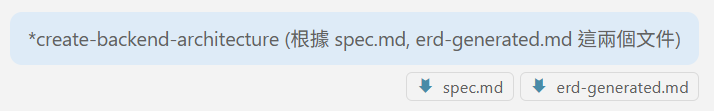 *create-backend-architecture (根據 spec.md, erd-generated.md 這兩個文件)
spec.md
erd-generated.md